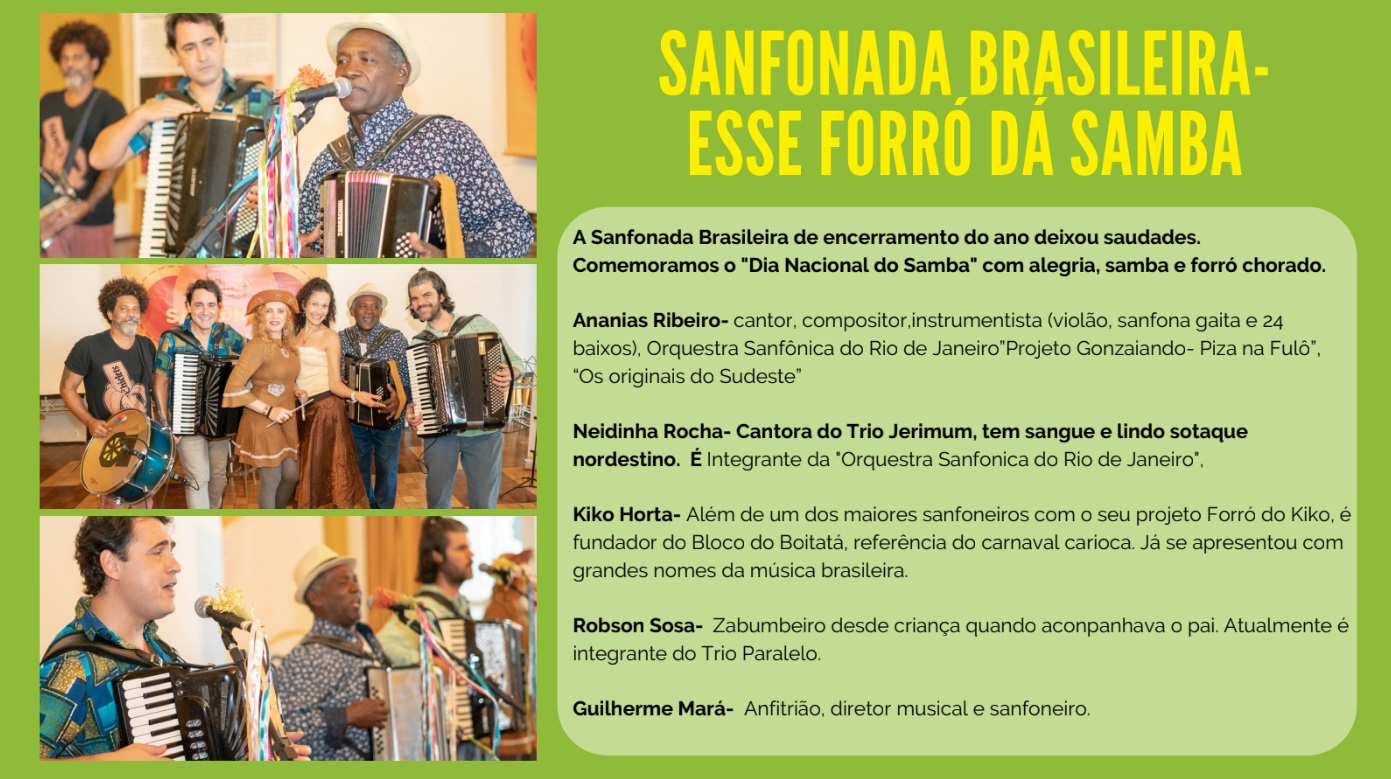 SANFONADA BRASILEIRA-
ESSE FORRÓ DÁ SAMBA
A Sanfonada Brasileira de encerramento do ano deixou saudades.
Comemoramos o "Dia Nacional do Samba" com alegria, samba e forró chorado.
Ananias Ribeiro- cantor, compositor,instrumentista (violão, sanfona gaita e 24
baixos), Orquestra Sanfônica do Rio de Janeiro”Projeto Gonzaiando- Piza na Fulô”,
“Os originais do Sudeste”
Neidinha Rocha- Cantora do Trio Jerimum, tem sangue e lindo sotaque
nordestino.  É Integrante da "Orquestra Sanfonica do Rio de Janeiro",
Kiko Horta- Além de um dos maiores sanfoneiros com o seu projeto Forró do Kiko, é
fundador do Bloco do Boitatá, referência do carnaval carioca. Já se apresentou com
grandes nomes da música brasileira.
Robson Sosa-  Zabumbeiro desde criança quando aconpanhava o pai. Atualmente é
integrante do Trio Paralelo.
Guilherme Mará-  Anfitrião, diretor musical e sanfoneiro.